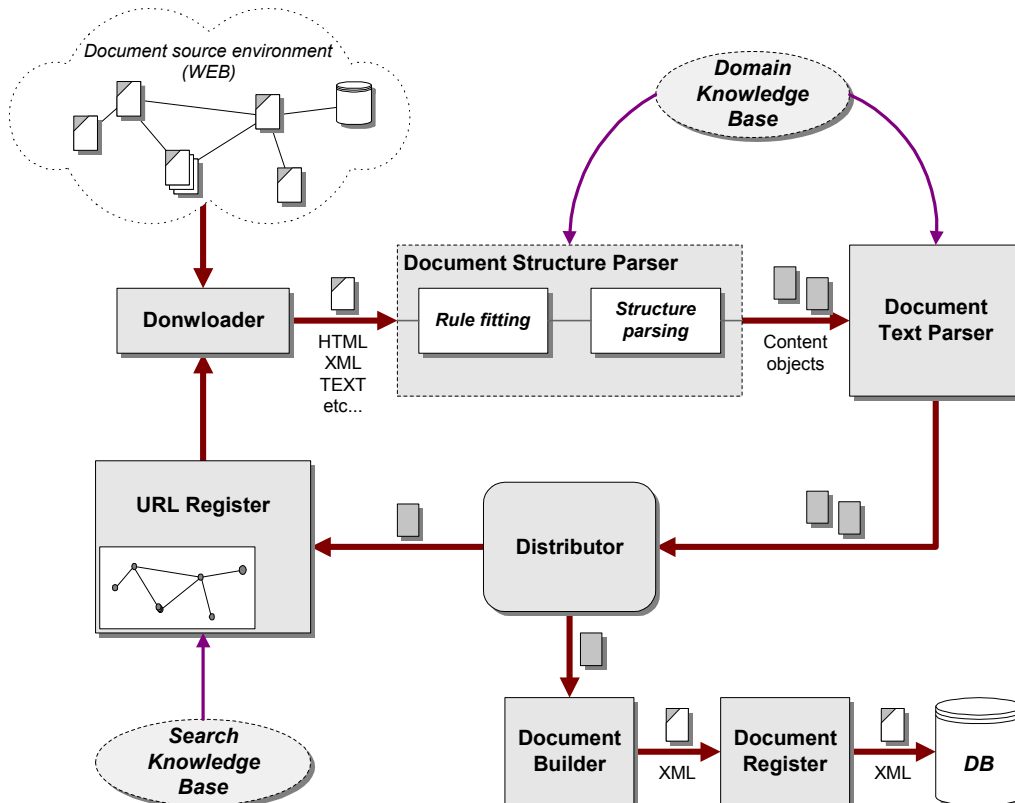 Document source environment
(WEB)
Domain
Knowledge
Base
Document Structure Parser
Rule fitting
Structure
parsing
Donwloader
HTML
XML
TEXT
etc...
Content
objects
Document
Text Parser
URL Register
Distributor
Search
Knowledge
Base
Document
Builder
XML
Document
Register
XML
DB